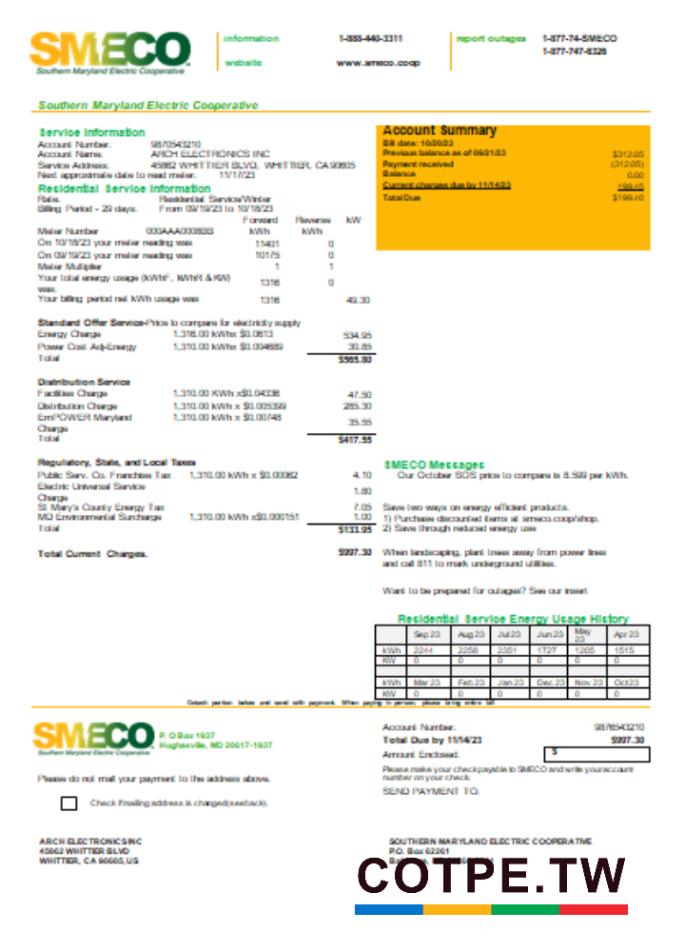 SMECO
Southern Maryland Electric Cooperative
information 1-888-440-3311
website www.smeco.coop
report outages 1-877-74-SMECO
1-877-747-6326
Southern Maryland Electric Cooperative
Service Information
Account Number. 9870543210
Account Name. ARCH ELECTRONICS INC
Service Address. 45862 WHITTIER BLVD, WHITTIER, CA 90605
Next approximate date to read meter. 11/17/23
Residential Service Information
Rate. Residential Service/Winter
Billing Period - 29 days. From 09/19/23 to 10/18/23
Forward Reverse kW
Meter Number kWh kWh
On 10/18/23 your meter reading was 11401 0
On 09/19/23 your meter reading was 10175 0
Meter Multiplier 1 1
Your total energy usage (kWhF, KWhR & KW) was: 1316 0
Your billing period net kWh usage was 1316 49.30
Account Summary
Bill date: 10/20/23
Previous balance as of 09/21/23 $312.05
Payment received (312.05)
Balance 0.00
Current charges due by 11/14/23
Total Due
Standard Offer Service-Price to compare for electricity supply
Energy Charge 1,316.00 kWhx $0.0613 534.95
Power Cost Adj-Energy 1,310.00 kWhx $0.004689 30.85
Total $565.80
Distribution Service
Facilities Charge 1,310.00 KWh x$0.04336 47.50
Distribution Charge 1,310.00 kWh x $0.005399 285.30
EmPOWER Maryland Charge 1,310.00 kWh x $0.00748 35.55
Total $417.55
Regulatory, State, and Local Taxes
Public Serv. Co. Franchise Tax 1,310.00 kWh x $0.00062 4.10
Electric Universal Service Charge 1.80
St Mary's County Energy Tax 7.05
MD Environmental Surcharge 1,310.00 kWh x$0.000151 1.00
Total $133.95
Total Current Charges. $997.30
SMECO Messages
Our October SOS price to compare is 8.599 per kWh.
Save two ways on energy efficient products.
1) Purchase discounted items at smeco.coop/shop.
2) Save through reduced energy use
When landscaping, plant trees away from power lines
and call 811 to mark underground utilities.
Want to be prepared for outages? See our insert
Residential Service Energy Usage History
Sep 23 Aug 23 Jul 23 Jun 23 May 23 Apr 23
kWh 2244 2258 2351 1727 1205 1515
KW 0 0 0 0 0 0
kWh Mar 23 Feb 23 Jan 23 Dec 23 Nov 23 Oct 23
KW 0 0 0 0 0 0
Detach portion below and send with payment. When paying in person, please bring entire bill
SMECO
Southern Maryland Electric Cooperative
P. O Box 1937
Hughesville, MD 20617-1937
Please do not mail your payment to the address above.
Check if mailing address is changed(seeback).
Account Number. 9876543210
Total Due by 11/14/23 $997.30
Amount Enclosed. $
Please make your check payable to SMECO and write your account
number on your check.
SEND PAYMENT TO.
ARCH ELECTRONICS INC
45862 WHITTIER BLVD
WHITTIER, CA 90605, US
SOUTHERN MARYLAND ELECTRIC COOPERATIVE
P.O. Box 62261
COTPE.TW